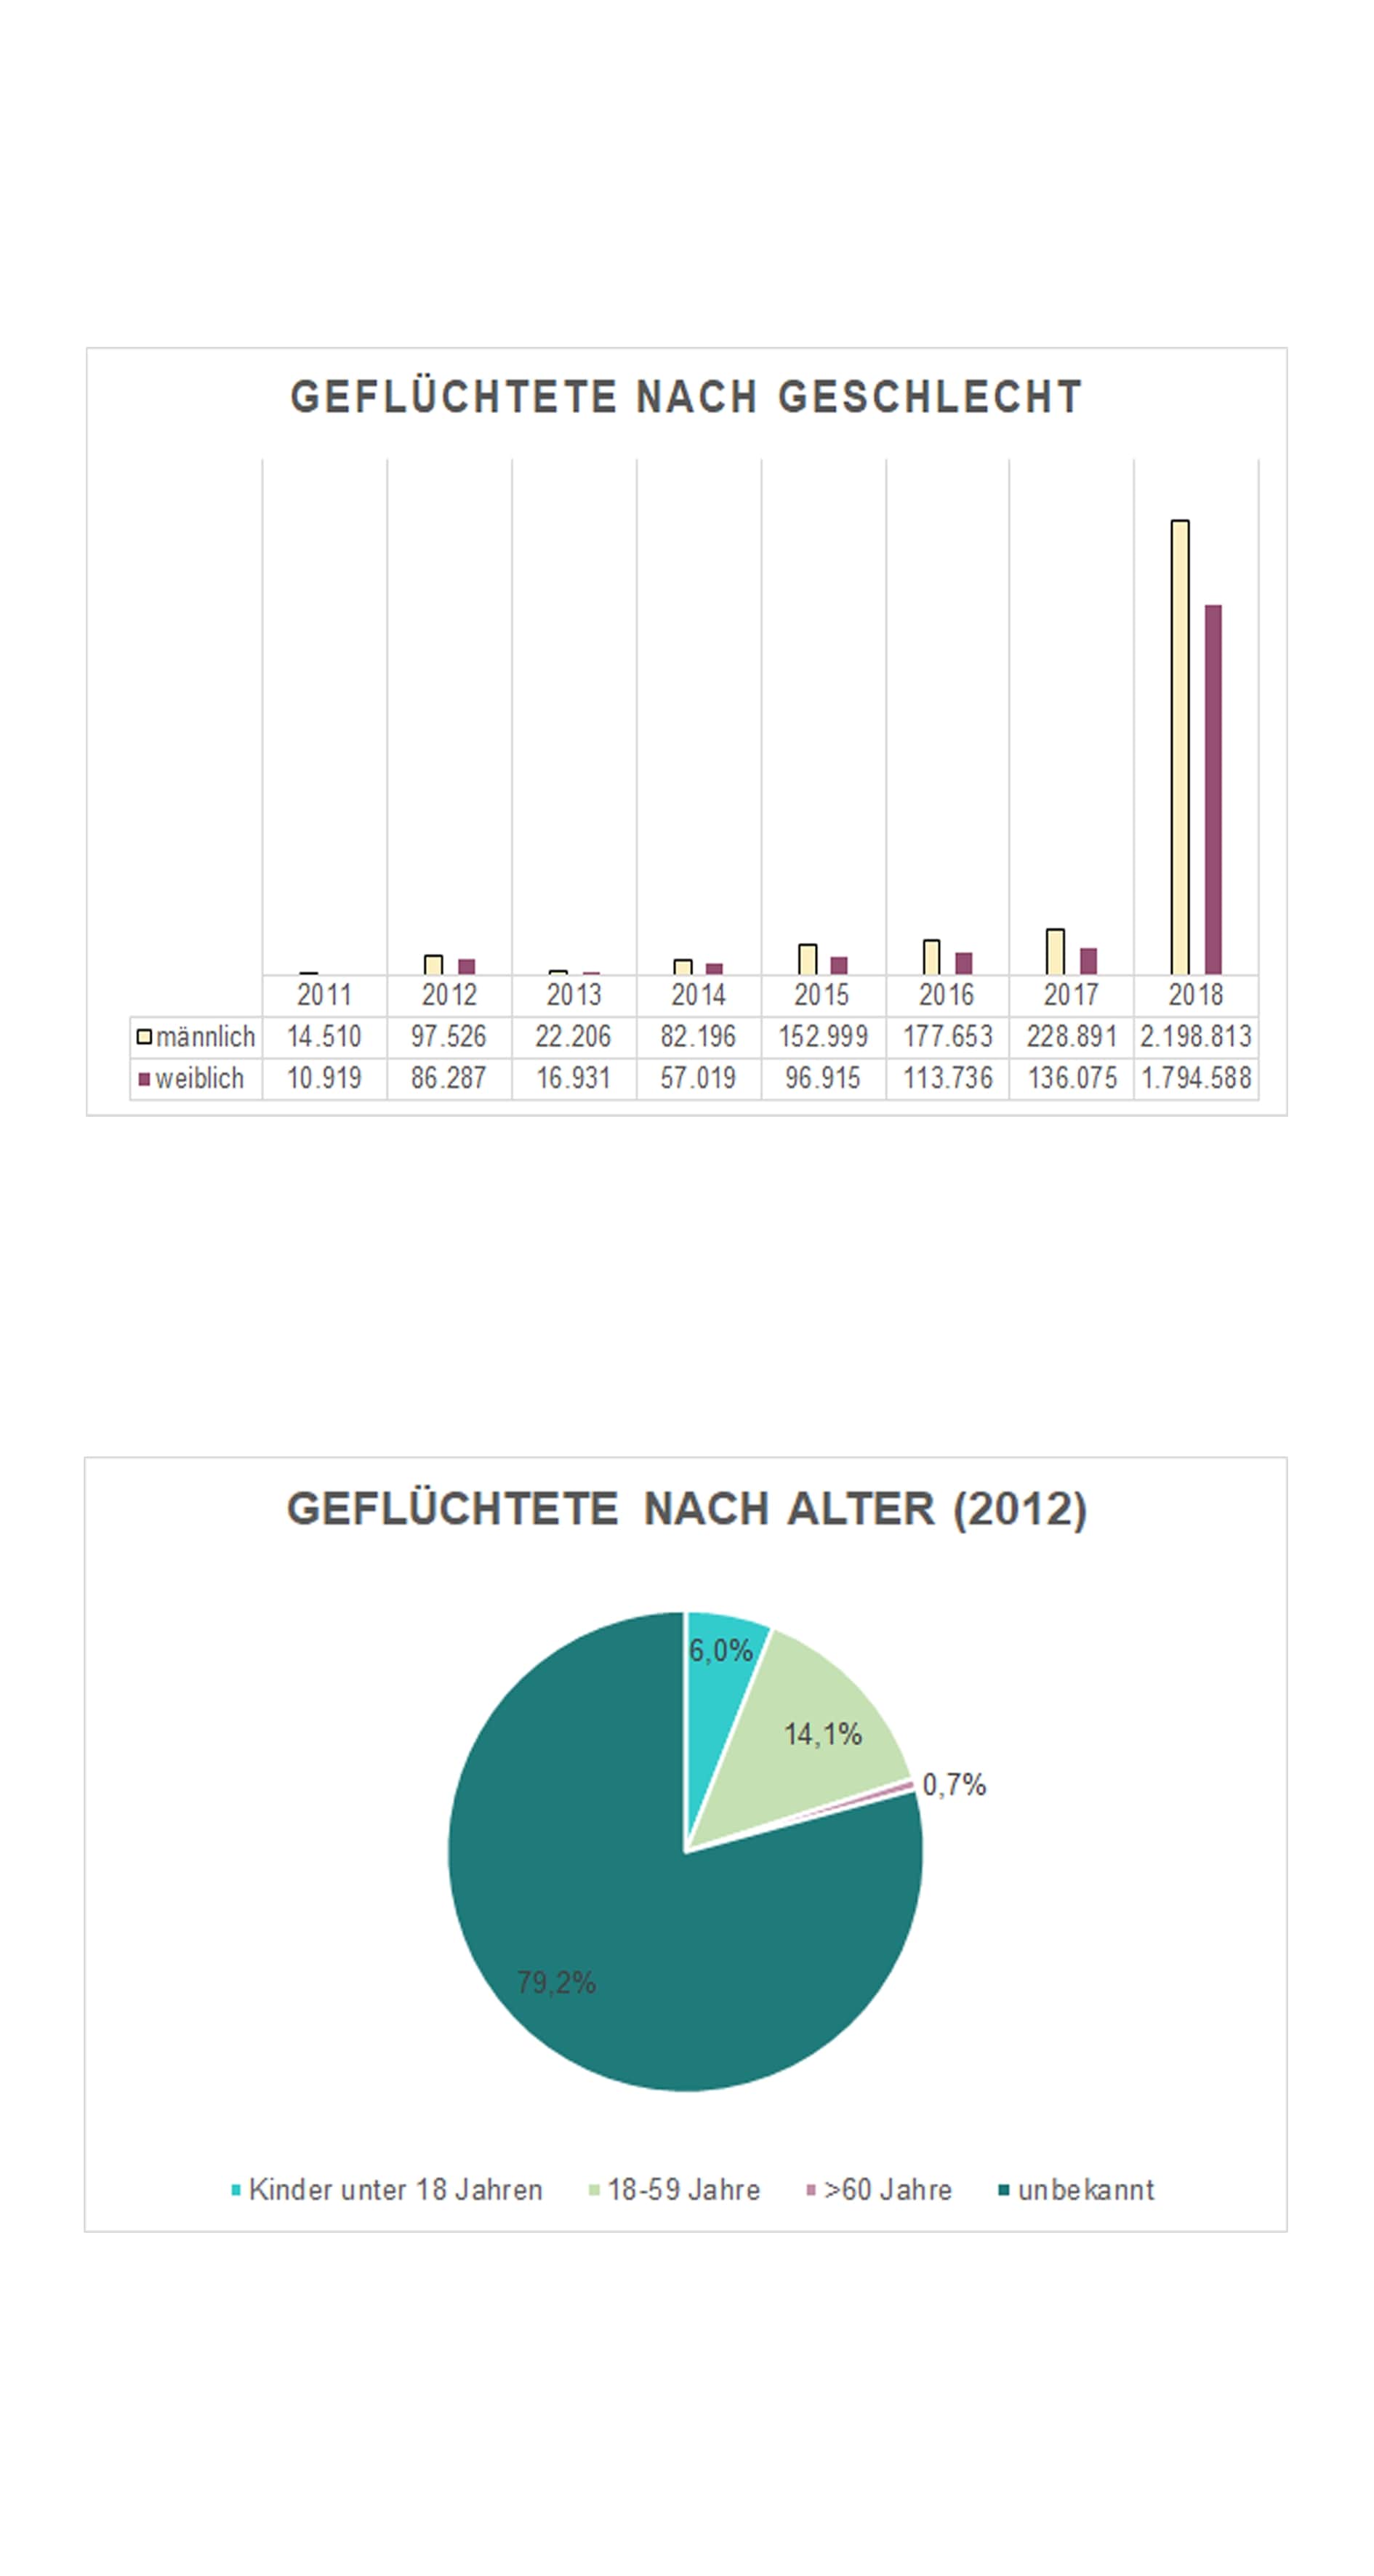 GEFLÜCHTETE NACH GESCHLECHT
2011 2012 2013 2014 2015 2016 2017 2018
männlich 14.510 97.526 22.206 82.196 152.999 177.653 228.891 2.198.813
weiblich 10.919 86.287 16.931 57.019 96.915 113.736 136.075 1.794.588
GEFLÜCHTETE NACH ALTER (2012)
6,0%
14,1%
0,7%
79,2%
Kinder unter 18 Jahren 18-59 Jahre >60 Jahre unbekannt